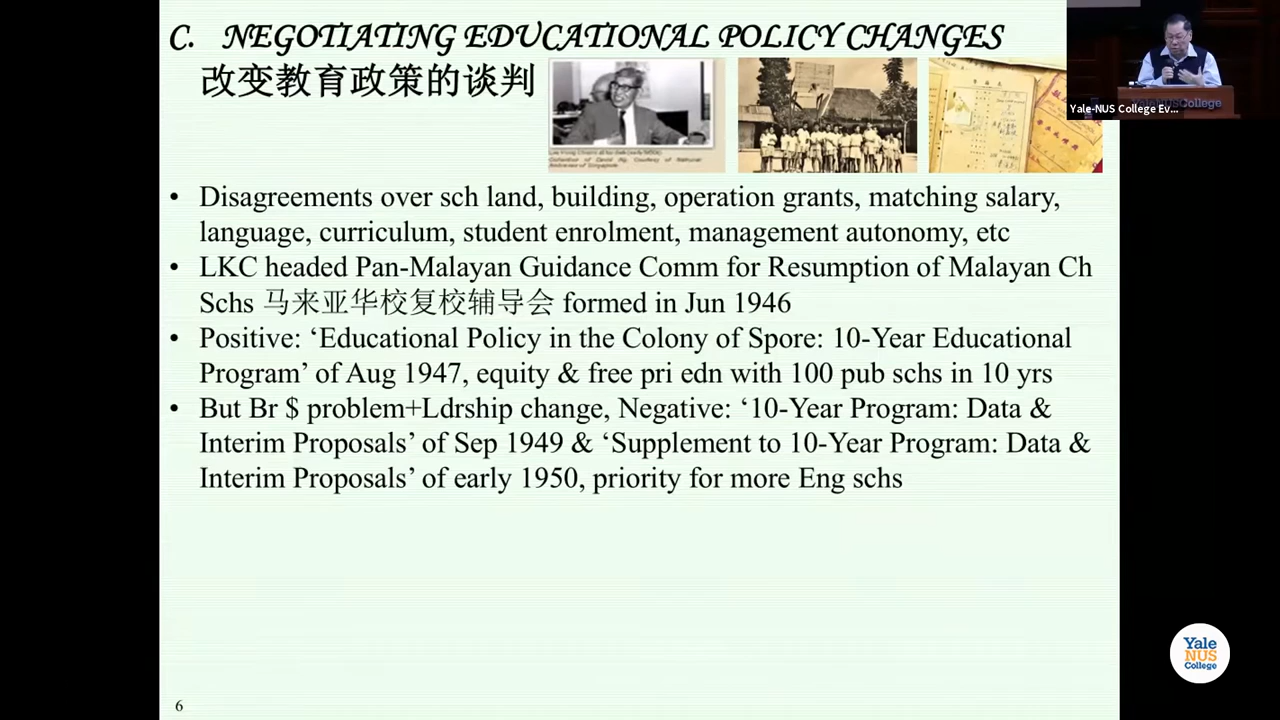 C. NEGOTIATING EDUCATIONAL POLICY CHANGES
改变教育政策的谈判
Yale-NUS College Ev...
• Disagreements over sch land, building, operation grants, matching salary,
language, curriculum, student enrolment, management autonomy, etc
• LKC headed Pan-Malayan Guidance Comm for Resumption of Malayan Ch
Schs 马来亚华校复校辅导会 formed in Jun 1946
• Positive: ‘Educational Policy in the Colony of Spore: 10-Year Educational
Program’ of Aug 1947, equity & free pri edn with 100 pub schs in 10 yrs
• But Br $ problem+Ldrship change, Negative: ‘10-Year Program: Data &
Interim Proposals’ of Sep 1949 & ‘Supplement to 10-Year Program: Data &
Interim Proposals’ of early 1950, priority for more Eng schs
Yale
NUS
College
6